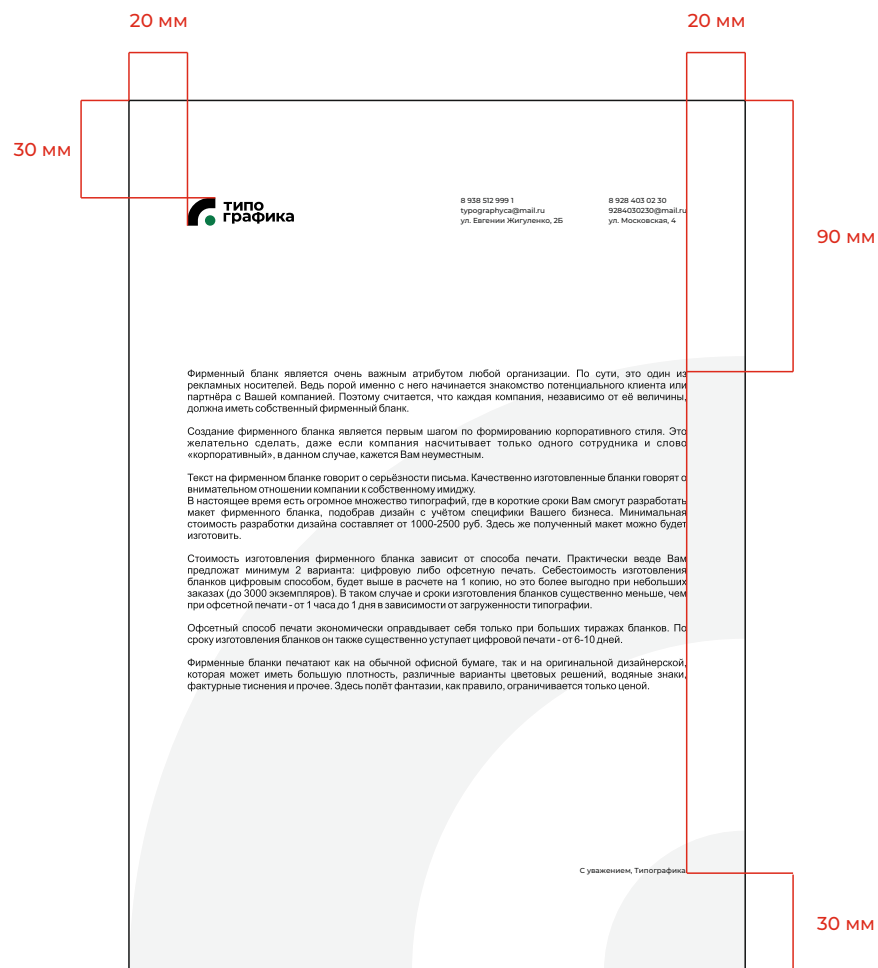 20 мм
20 мм
30 мм
типо
графика
8 938 512 999 1
typographyca@mail.ru
ул. Евгении Жигуленко, 2Б
8 928 403 02 30
9284030230@mail.ru
ул. Московская, 4
90 мм
Фирменный бланк является очень важным атрибутом любой организации. По сути, это один из
рекламных носителей. Ведь порой именно с него начинается знакомство потенциального клиента или
партнёра с Вашей компанией. Поэтому считается, что каждая компания, независимо от её величины,
должна иметь собственный фирменный бланк.
Создание фирменного бланка является первым шагом по формированию корпоративного стиля. Это
желательно сделать, даже если компания насчитывает только одного сотрудника и слово
«корпоративный», в данном случае, кажется Вам неуместным.
Текст на фирменном бланке говорит о серьёзности письма. Качественно изготовленные бланки говорят о
внимательном отношении компании к собственному имиджу.
В настоящее время есть огромное множество типографий, где в короткие сроки Вам смогут разработать
макет фирменного бланка, подобрав дизайн с учётом специфики Вашего бизнеса. Минимальная
стоимость разработки дизайна составляет от 1000-2500 руб. Здесь же полученный макет можно будет
изготовить.
Стоимость изготовления фирменного бланка зависит от способа печати. Практически везде Вам
предложат минимум 2 варианта: цифровую либо офсетную печать. Себестоимость изготовления
бланков цифровым способом, будет выше в расчете на 1 копию, но это более выгодно при небольших
заказах (до 3000 экземпляров). В таком случае и сроки изготовления бланков существенно меньше, чем
при офсетной печати - от 1 часа до 1 дня в зависимости от загруженности типографии.
Офсетный способ печати экономически оправдывает себя только при больших тиражах бланков. По
сроку изготовления бланков он также существенно уступает цифровой печати - от 6-10 дней.
Фирменные бланки печатают как на обычной офисной бумаге, так и на оригинальной дизайнерской,
которая может иметь большую плотность, различные варианты цветовых решений, водяные знаки,
фактурные тиснения и прочее. Здесь полёт фантазии, как правило, ограничивается только ценой.
С уважением, Типографика
30 мм